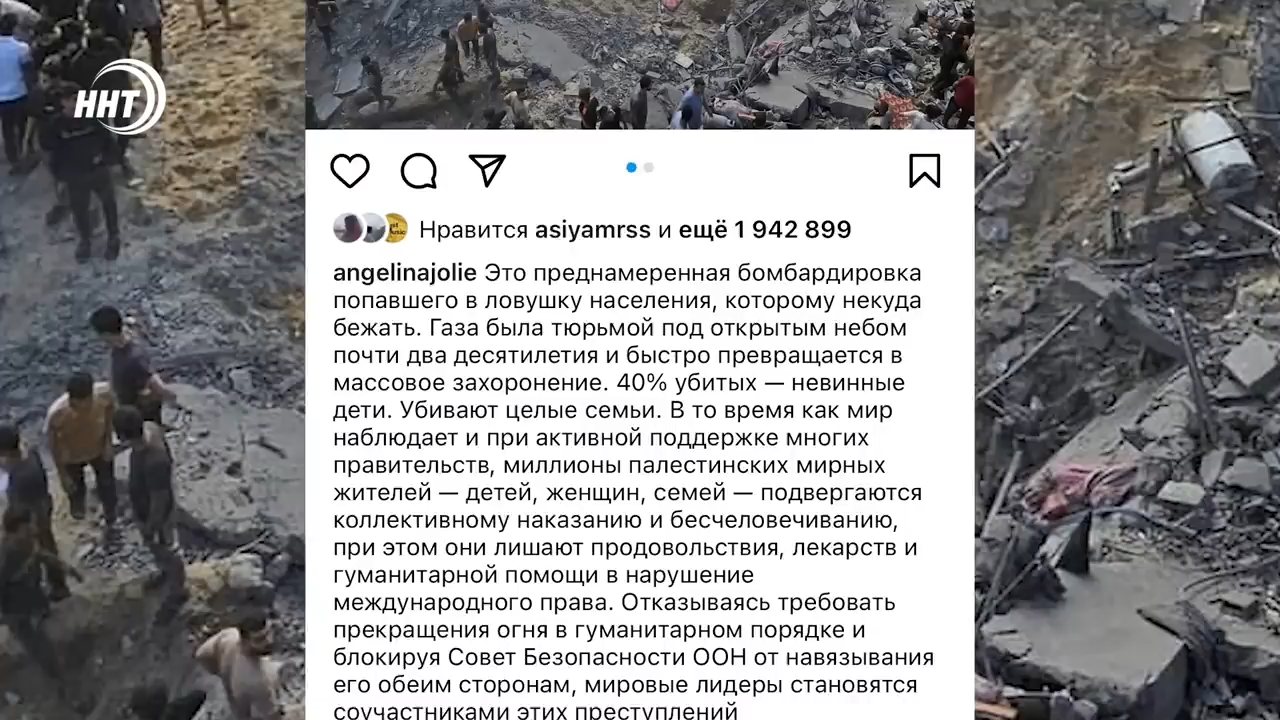 ННТ
Нравится asiyamrss и ещё 1 942 899
angelinajolie Это преднамеренная бомбардировка
попавшего в ловушку населения, которому некуда
бежать. Газа была тюрьмой под открытым небом
почти два десятилетия и быстро превращается в
массовое захоронение. 40% убитых — невинные
дети. Убивают целые семьи. В то время как мир
наблюдает и при активной поддержке многих
правительств, миллионы палестинских мирных
жителей — детей, женщин, семей — подвергаются
коллективному наказанию и бесчеловечиванию,
при этом они лишают продовольствия, лекарств и
гуманитарной помощи в нарушение
международного права. Отказываясь требовать
прекращения огня в гуманитарном порядке и
блокируя Совет Безопасности ООН от навязывания
его обеим сторонам, мировые лидеры становятся
соучастниками этих преступлений